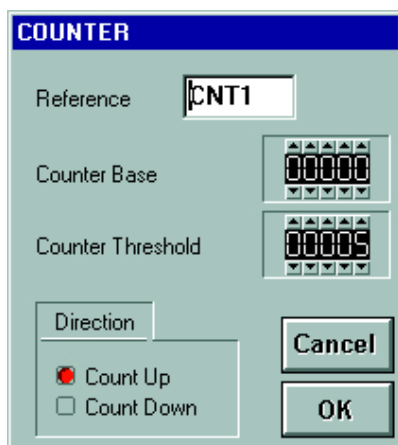 COUNTER
Reference CNT1
Counter Base 00000
Counter Threshold 00005
Direction
Count Up
Count Down
Cancel
OK